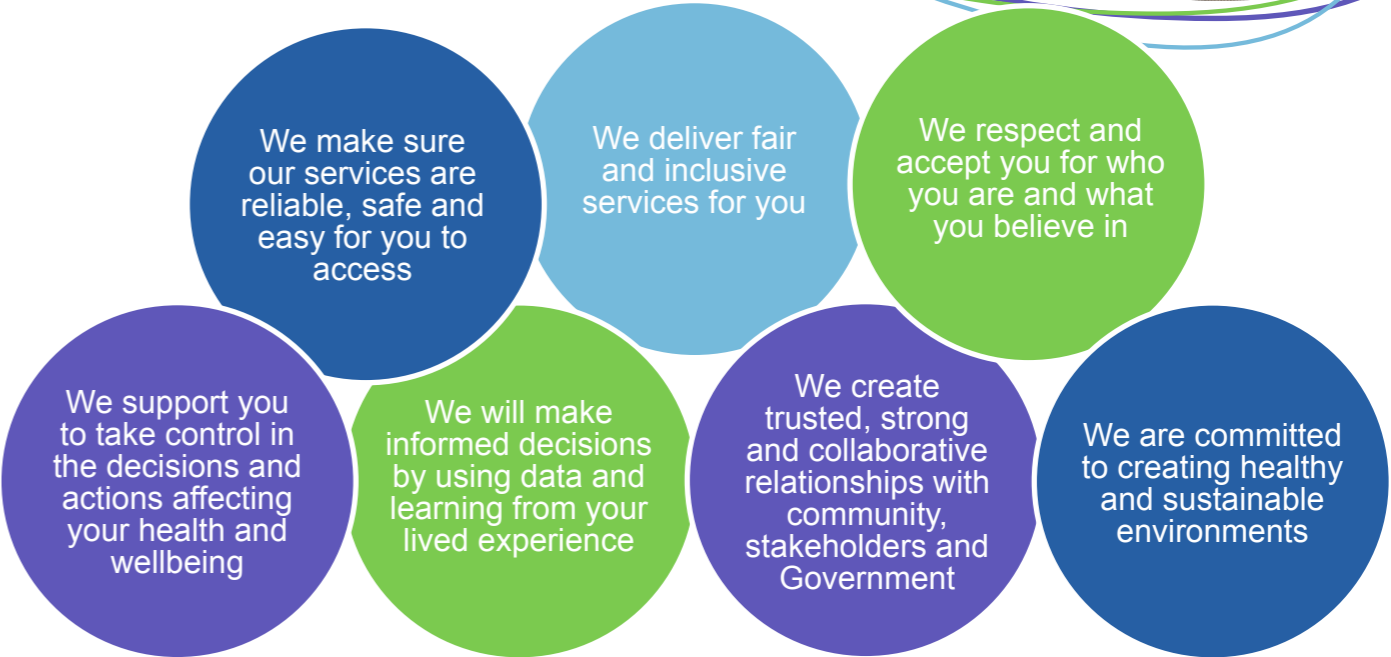 We make sure
our services are
reliable, safe and
easy for you to
access
We deliver fair
and inclusive
services for you
We respect and
accept you for who
you are and what
you believe in
We support you
to take control in
the decisions and
actions affecting
your health and
wellbeing
We will make
informed decisions
by using data and
learning from your
lived experience
We create
trusted, strong
and collaborative
relationships with
community,
stakeholders and
Government
We are committed
to creating healthy
and sustainable
environments